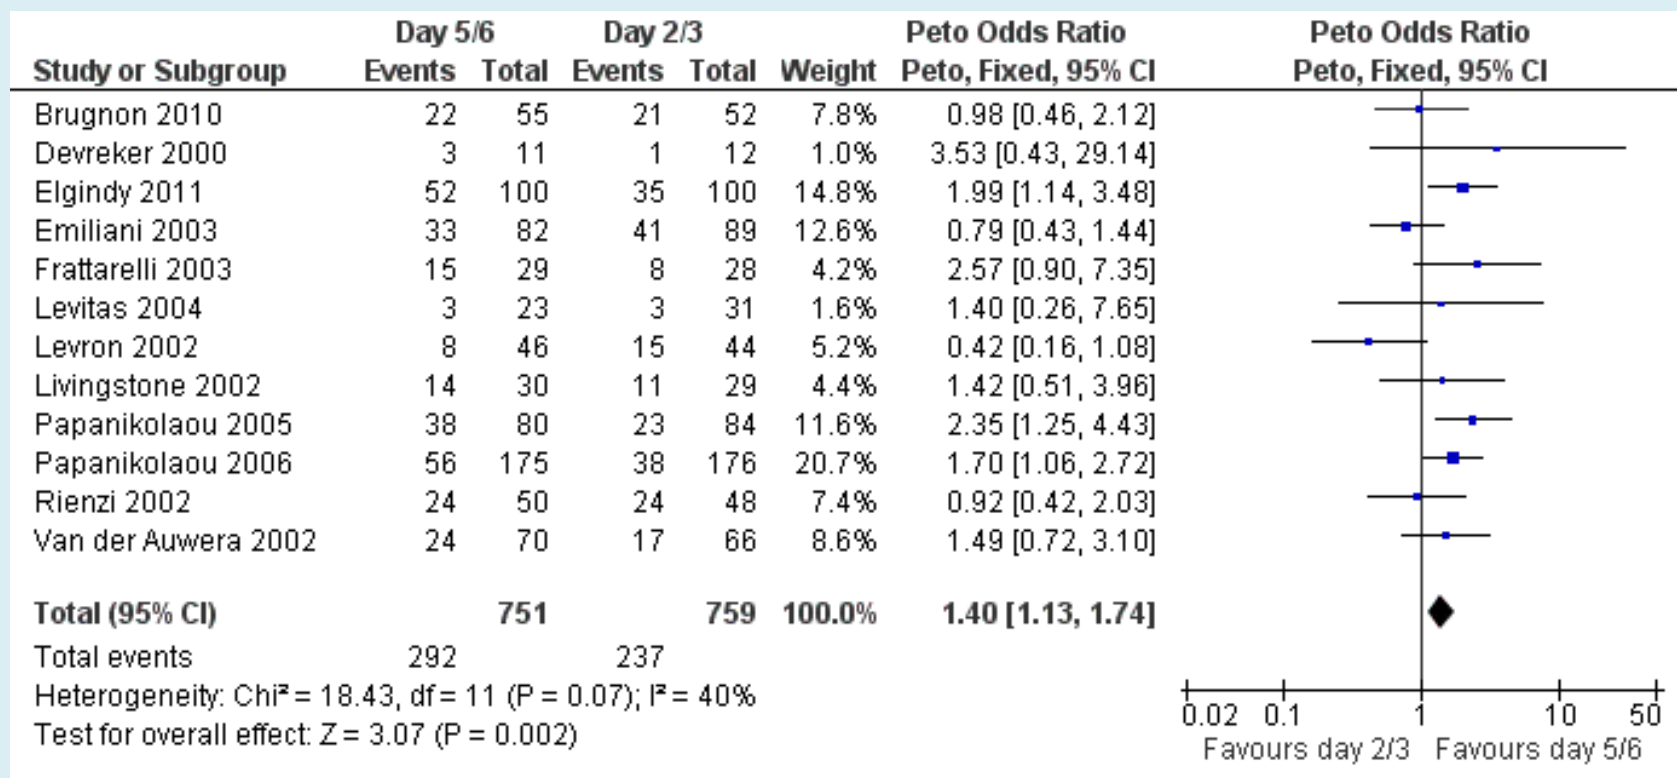 Day 5/6 Day 2/3 Peto Odds Ratio Peto Odds Ratio
Study or Subgroup Events Total Events Total Weight Peto, Fixed, 95% CI Peto, Fixed, 95% CI
Brugnon 2010 22 55 21 52 7.8% 0.98 [0.46, 2.12]
Devreker 2000 3 11 1 12 1.0% 3.53 [0.43, 29.14]
Elgindy 2011 52 100 35 100 14.8% 1.99 [1.14, 3.48]
Emiliani 2003 33 82 41 89 12.6% 0.79 [0.43, 1.44]
Frattarelli 2003 15 29 8 28 4.2% 2.57 [0.90, 7.35]
Levitas 2004 3 23 3 31 1.6% 1.40 [0.26, 7.65]
Levron 2002 8 46 15 44 5.2% 0.42 [0.16, 1.08]
Livingstone 2002 14 30 11 29 4.4% 1.42 [0.51, 3.96]
Papanikolaou 2005 38 80 23 84 11.6% 2.35 [1.25, 4.43]
Papanikolaou 2006 56 175 38 176 20.7% 1.70 [1.06, 2.72]
Rienzi 2002 24 50 24 48 7.4% 0.92 [0.42, 2.03]
Van der Auwera 2002 24 70 17 66 8.6% 1.49 [0.72, 3.10]
Total (95% CI) 751 759 100.0% 1.40 [1.13, 1.74]
Total events 292 237
Heterogeneity: Chi² = 18.43, df = 11 (P = 0.07); I² = 40%
Test for overall effect: Z = 3.07 (P = 0.002)
0.02 0.1 1 10 50
Favours day 2/3 Favours day 5/6